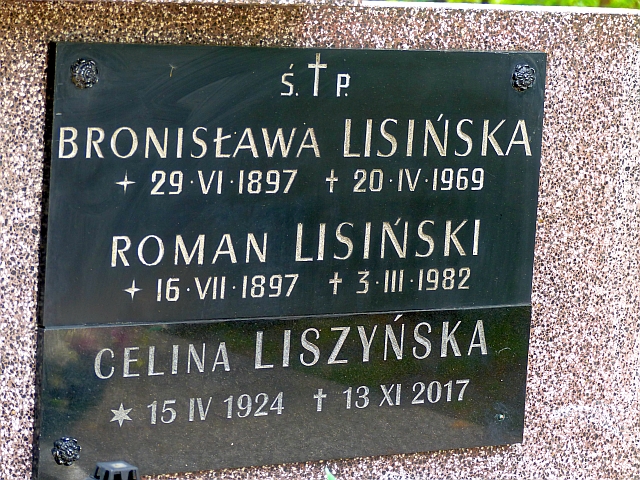 Ś. † P.
BRONISŁAWA LISIŃSKA
✦ 29·VI·1897 † 20·IV·1969
ROMAN LISIŃSKI
✦ 16·VII·1897 † 3·III·1982
CELINA LISZYŃSKA
✶ 15 IV 1924 † 13 XI 2017